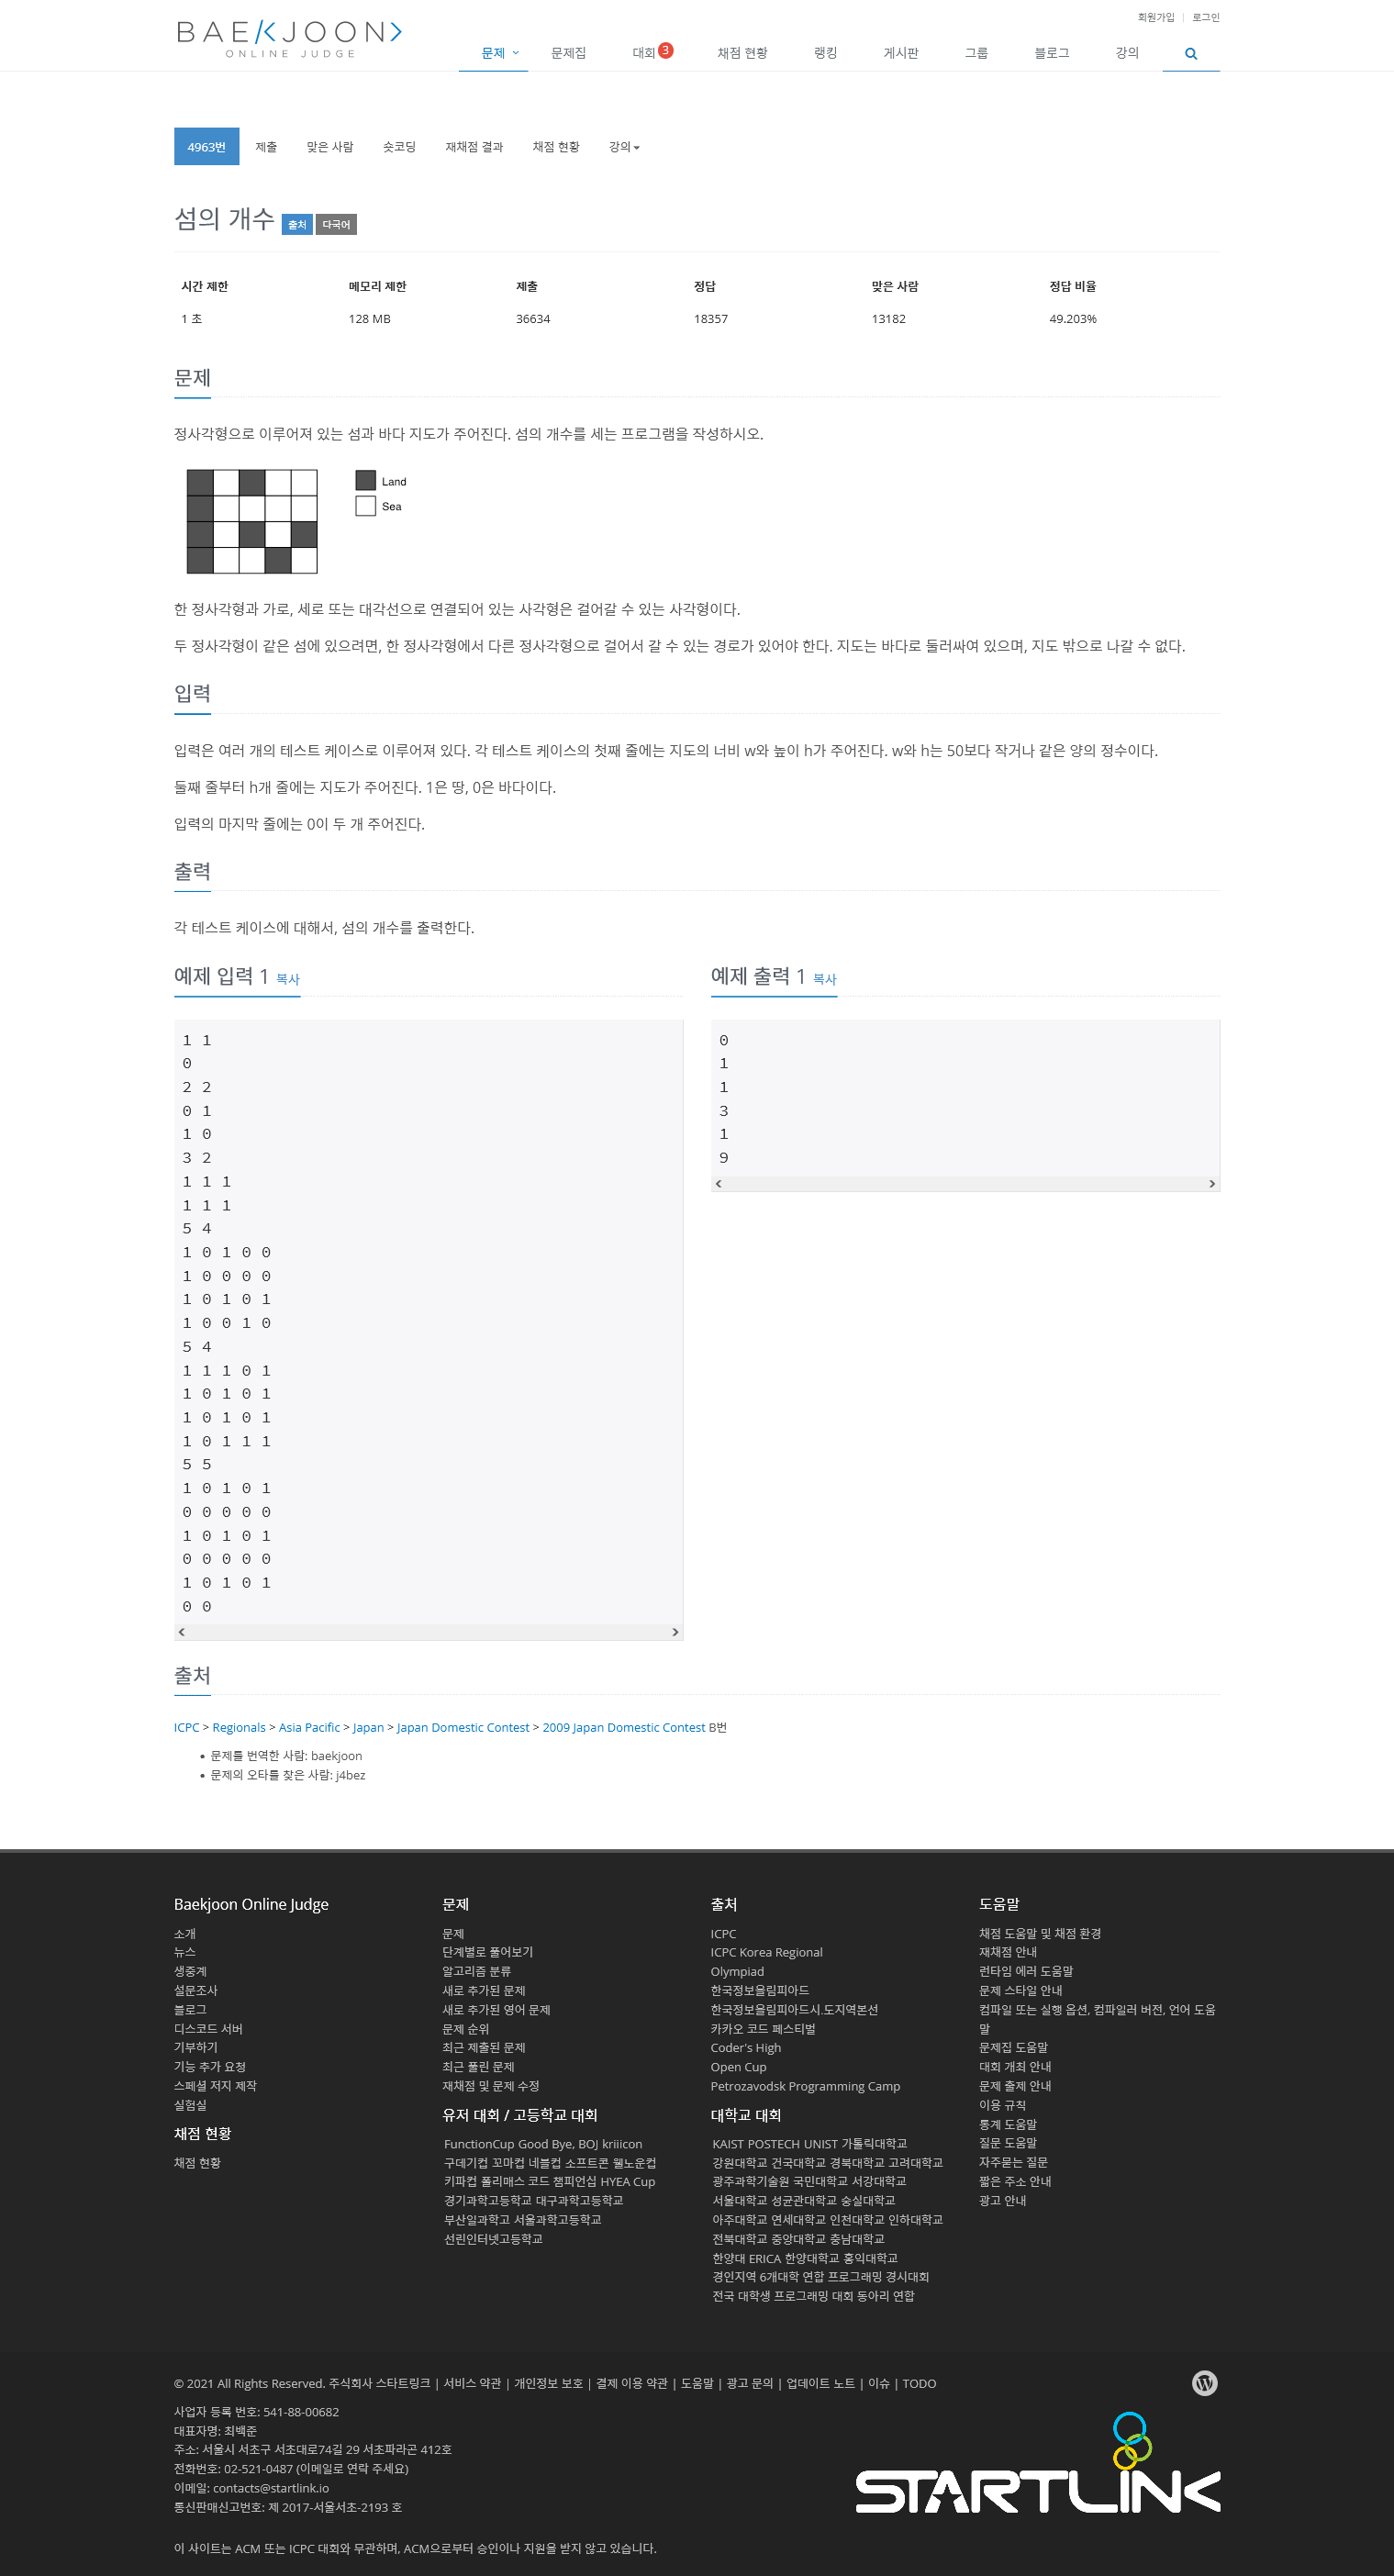 회원가입 | 로그인
BAEKJOON>
ONLINE JUDGE
문제 문제집 대회 3 채점 현황 랭킹 게시판 그룹 블로그 강의
4963번 제출 맞은 사람 숏코딩 재채점 결과 채점 현황 강의
섬의 개수 출처 다국어
시간 제한 메모리 제한 제출 정답 맞은 사람 정답 비율
1 초 128 MB 36634 18357 13182 49.203%
문제
정사각형으로 이루어져 있는 섬과 바다 지도가 주어진다. 섬의 개수를 세는 프로그램을 작성하시오.
Land
Sea
한 정사각형과 가로, 세로 또는 대각선으로 연결되어 있는 사각형은 걸어갈 수 있는 사각형이다.
두 정사각형이 같은 섬에 있으려면, 한 정사각형에서 다른 정사각형으로 걸어서 갈 수 있는 경로가 있어야 한다. 지도는 바다로 둘러싸여 있으며, 지도 밖으로 나갈 수 없다.
입력
입력은 여러 개의 테스트 케이스로 이루어져 있다. 각 테스트 케이스의 첫째 줄에는 지도의 너비 w와 높이 h가 주어진다. w와 h는 50보다 작거나 같은 양의 정수이다.
둘째 줄부터 h개 줄에는 지도가 주어진다. 1은 땅, 0은 바다이다.
입력의 마지막 줄에는 0이 두 개 주어진다.
출력
각 테스트 케이스에 대해서, 섬의 개수를 출력한다.
예제 입력 1 복사
1 1
0
2 2
0 1
1 0
3 2
1 1 1
1 1 1
5 4
1 0 1 0 0
1 0 0 0 0
1 0 1 0 1
1 0 0 1 0
5 4
1 1 1 0 1
1 0 1 0 1
1 0 1 0 1
1 0 1 1 1
5 5
1 0 1 0 1
0 0 0 0 0
1 0 1 0 1
0 0 0 0 0
1 0 1 0 1
0 0
예제 출력 1 복사
0
1
1
3
1
9
출처
ICPC > Regionals > Asia Pacific > Japan > Japan Domestic Contest > 2009 Japan Domestic Contest B번
• 문제를 번역한 사람: baekjoon
• 문제의 오타를 찾은 사람: j4bez
Baekjoon Online Judge
소개
뉴스
생중계
설문조사
블로그
디스코드 서버
기부하기
기능 추가 요청
스페셜 저지 제작
실험실
채점 현황
채점 현황
문제
문제
단계별로 풀어보기
알고리즘 분류
새로 추가된 문제
새로 추가된 영어 문제
문제 순위
최근 제출된 문제
최근 풀린 문제
재채점 및 문제 수정
유저 대회 / 고등학교 대회
FunctionCup Good Bye, BOJ kriiicon
구데기컵 꼬마컵 네블컵 소프트콘 웰노운컵
키파컵 폴리매스 코드 챔피언십 HYEA Cup
경기과학고등학교 대구과학고등학교
부산일과학고 서울과학고등학교
선린인터넷고등학교
출처
ICPC
ICPC Korea Regional
Olympiad
한국정보올림피아드
한국정보올림피아드시.도지역본선
카카오 코드 페스티벌
Coder's High
Open Cup
Petrozavodsk Programming Camp
대학교 대회
KAIST POSTECH UNIST 가톨릭대학교
강원대학교 건국대학교 경북대학교 고려대학교
광주과학기술원 국민대학교 서강대학교
서울대학교 성균관대학교 숭실대학교
아주대학교 연세대학교 인천대학교 인하대학교
전북대학교 중앙대학교 충남대학교
한양대 ERICA 한양대학교 홍익대학교
경인지역 6개대학 연합 프로그래밍 경시대회
전국 대학생 프로그래밍 대회 동아리 연합
도움말
채점 도움말 및 채점 환경
재채점 안내
런타임 에러 도움말
문제 스타일 안내
컴파일 또는 실행 옵션, 컴파일러 버전, 언어 도움
말
문제집 도움말
대회 개최 안내
문제 출제 안내
이용 규칙
통계 도움말
질문 도움말
자주묻는 질문
짧은 주소 안내
광고 안내
© 2021 All Rights Reserved. 주식회사 스타트링크 | 서비스 약관 | 개인정보 보호 | 결제 이용 약관 | 도움말 | 광고 문의 | 업데이트 노트 | 이슈 | TODO
사업자 등록 번호: 541-88-00682
대표자명: 최백준
주소: 서울시 서초구 서초대로74길 29 서초파라곤 412호
전화번호: 02-521-0487 (이메일로 연락 주세요)
이메일: contacts@startlink.io
통신판매신고번호: 제 2017-서울서초-2193 호
STARTLINK
이 사이트는 ACM 또는 ICPC 대회와 무관하며, ACM으로부터 승인이나 지원을 받지 않고 있습니다.